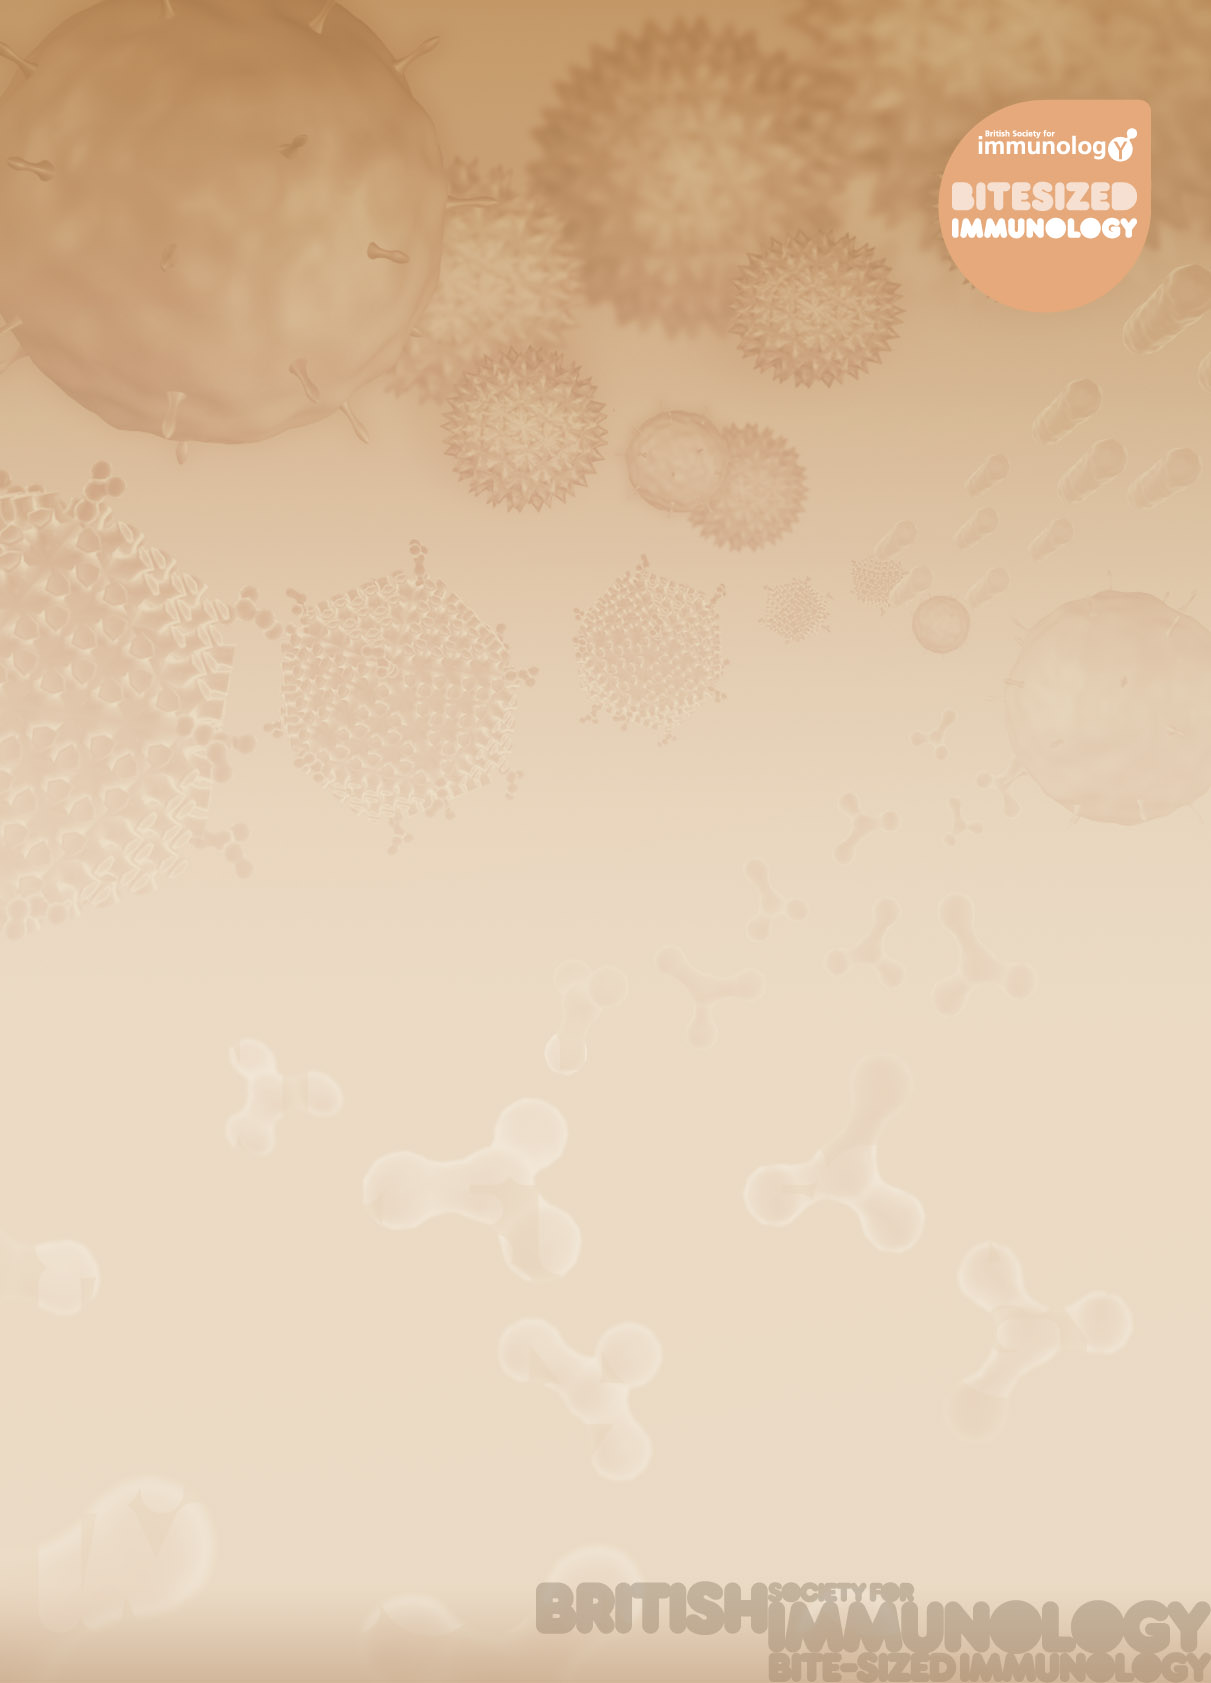 British Society for
immunology
BITESIZED
IMMUNOLOGY
BRITISH SOCIETY FOR
IMMUNOLOGY
BITE-SIZED IMMUNOLOGY